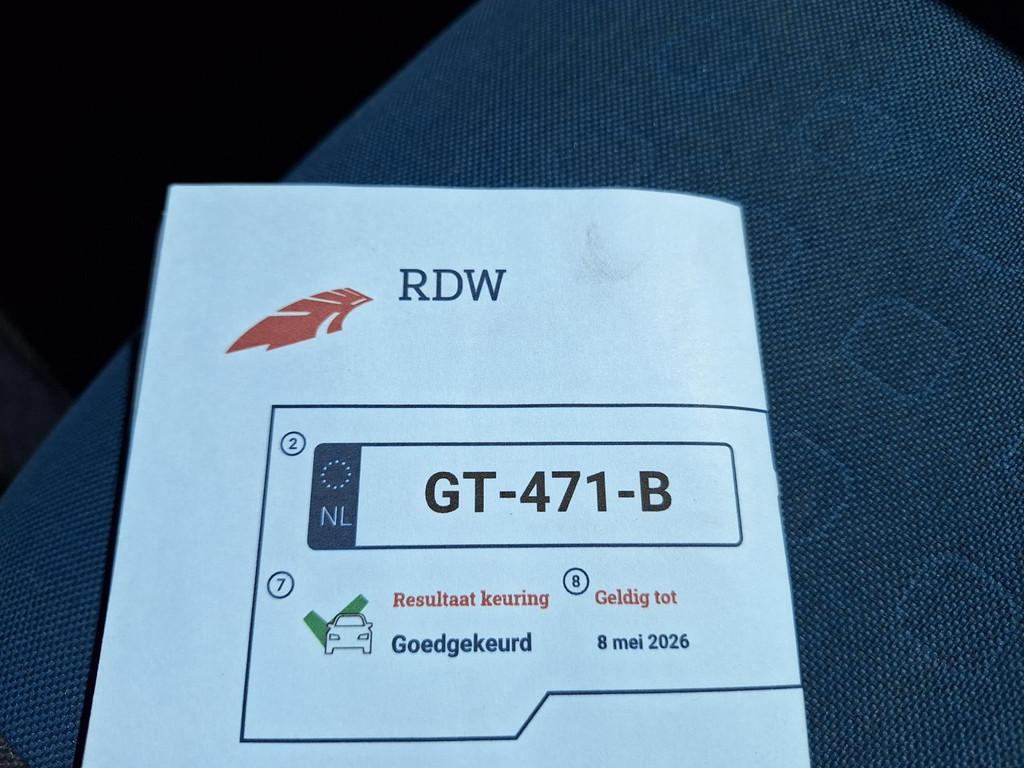 RDW
2
NL
GT-471-B
7
Resultaat keuring
Goedgekeurd
8
Geldig tot
8 mei 2026